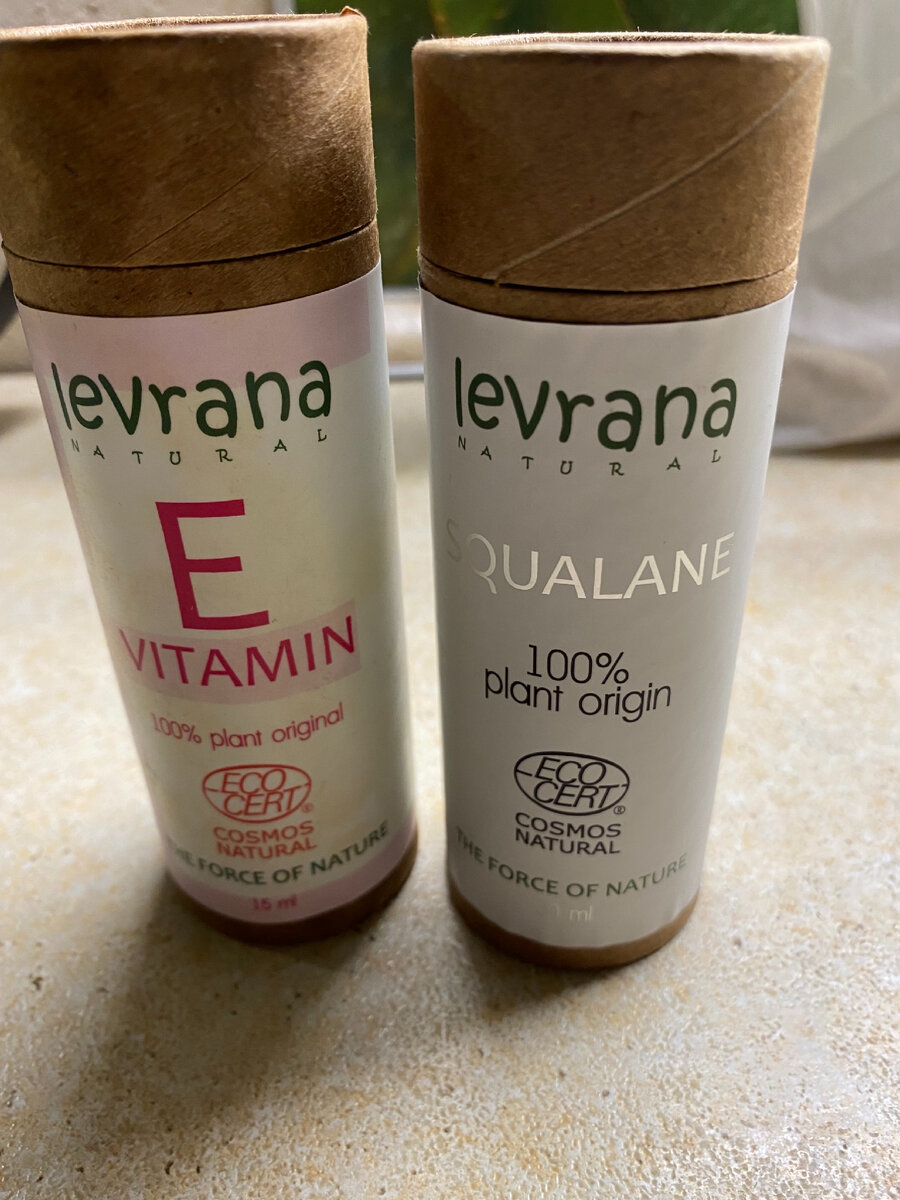 levrana
NATURAL
E
VITAMIN
100% plant original
ECO
CERT®
COSMOS
NATURAL
THE FORCE OF NATURE
15 ml
levrana
NATURAL
SQUALANE
100%
plant origin
ECO
CERT®
COSMOS
NATURAL
THE FORCE OF NATURE
ml